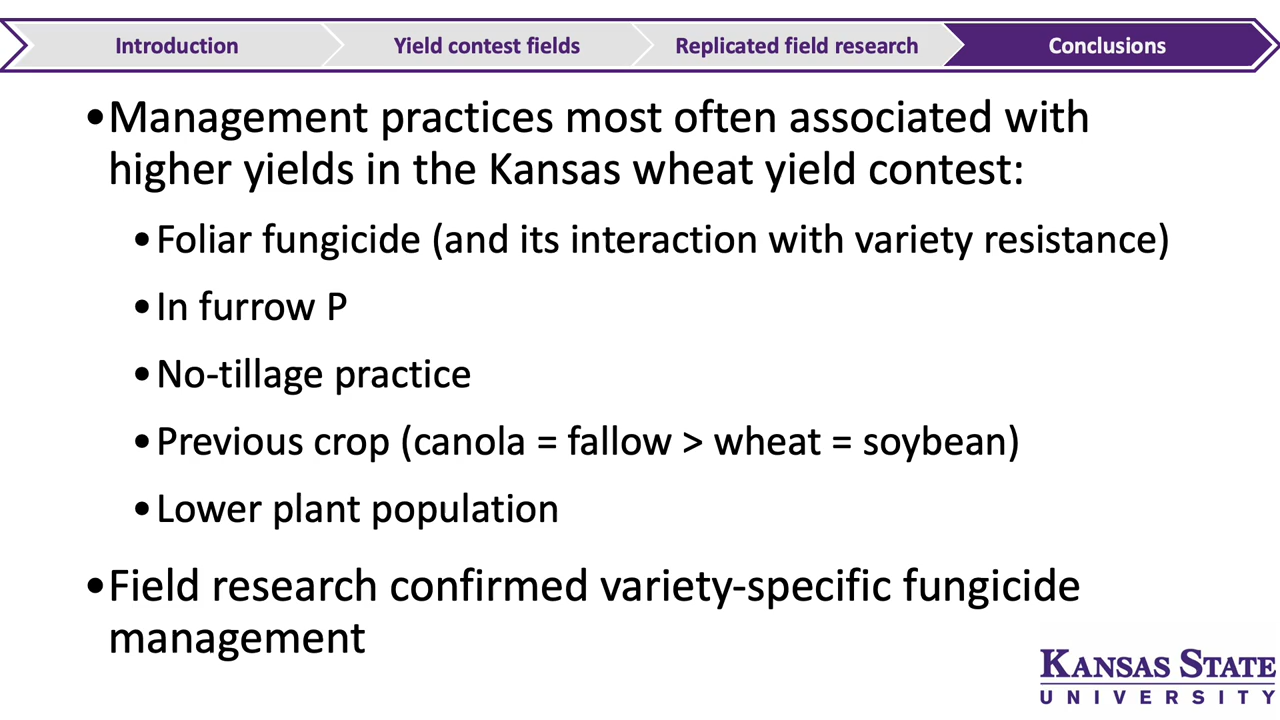 Introduction
Yield contest fields
Replicated field research
Conclusions
•Management practices most often associated with
higher yields in the Kansas wheat yield contest:
•Foliar fungicide (and its interaction with variety resistance)
•In furrow P
•No-tillage practice
•Previous crop (canola = fallow > wheat = soybean)
•Lower plant population
•Field research confirmed variety-specific fungicide
management
KANSAS STATE
UNIVERSITY